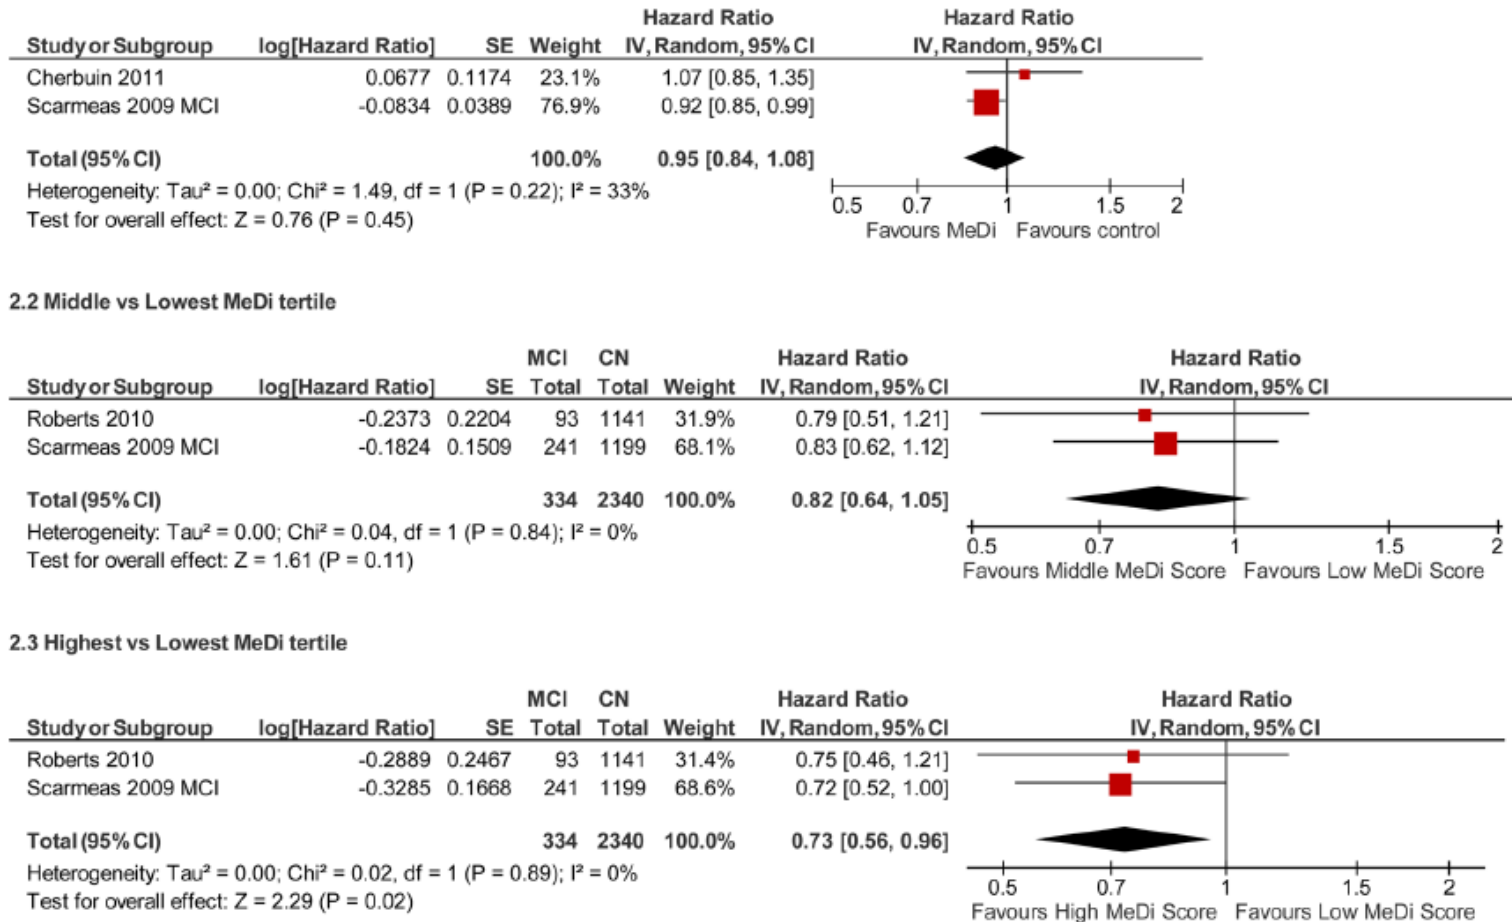 Hazard Ratio Hazard Ratio
Study or Subgroup log[Hazard Ratio] SE Weight IV, Random, 95% CI IV, Random, 95% CI
Cherbuin 2011 0.0677 0.1174 23.1% 1.07 [0.85, 1.35]
Scarmeas 2009 MCI -0.0834 0.0389 76.9% 0.92 [0.85, 0.99]
Total (95% CI) 100.0% 0.95 [0.84, 1.08]
Heterogeneity: Tau² = 0.00; Chi² = 1.49, df = 1 (P = 0.22); I² = 33%
Test for overall effect: Z = 0.76 (P = 0.45)
0.5 0.7 1 1.5 2
Favours MeDi Favours control
2.2 Middle vs Lowest MeDi tertile
MCI CN Hazard Ratio Hazard Ratio
Study or Subgroup log[Hazard Ratio] SE Total Total Weight IV, Random, 95% CI IV, Random, 95% CI
Roberts 2010 -0.2373 0.2204 93 1141 31.9% 0.79 [0.51, 1.21]
Scarmeas 2009 MCI -0.1824 0.1509 241 1199 68.1% 0.83 [0.62, 1.12]
Total (95% CI) 334 2340 100.0% 0.82 [0.64, 1.05]
Heterogeneity: Tau² = 0.00; Chi² = 0.04, df = 1 (P = 0.84); I² = 0%
Test for overall effect: Z = 1.61 (P = 0.11)
0.5 0.7 1 1.5 2
Favours Middle MeDi Score Favours Low MeDi Score
2.3 Highest vs Lowest MeDi tertile
MCI CN Hazard Ratio Hazard Ratio
Study or Subgroup log[Hazard Ratio] SE Total Total Weight IV, Random, 95% CI IV, Random, 95% CI
Roberts 2010 -0.2889 0.2467 93 1141 31.4% 0.75 [0.46, 1.21]
Scarmeas 2009 MCI -0.3285 0.1668 241 1199 68.6% 0.72 [0.52, 1.00]
Total (95% CI) 334 2340 100.0% 0.73 [0.56, 0.96]
Heterogeneity: Tau² = 0.00; Chi² = 0.02, df = 1 (P = 0.89); I² = 0%
Test for overall effect: Z = 2.29 (P = 0.02)
0.5 0.7 1 1.5 2
Favours High MeDi Score Favours Low MeDi Score